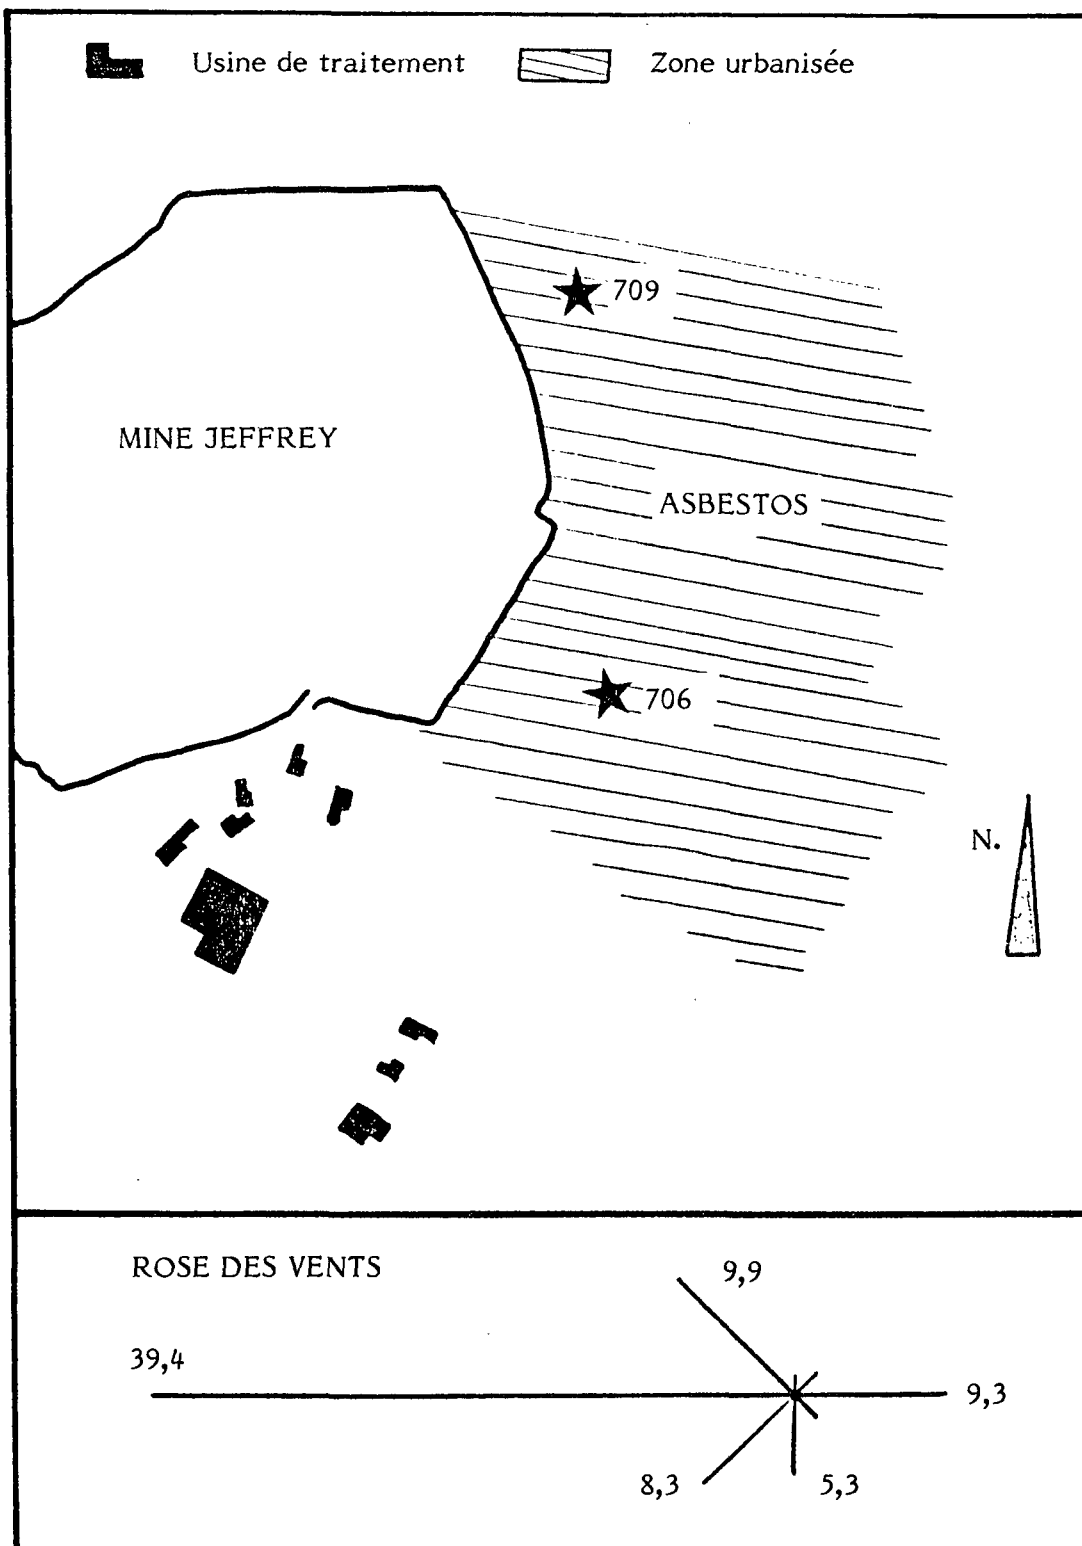 Usine de traitement Zone urbanisée
709
MINE JEFFREY
ASBESTOS
706
N.
ROSE DES VENTS
9,9
39,4
9,3
8,3 5,3